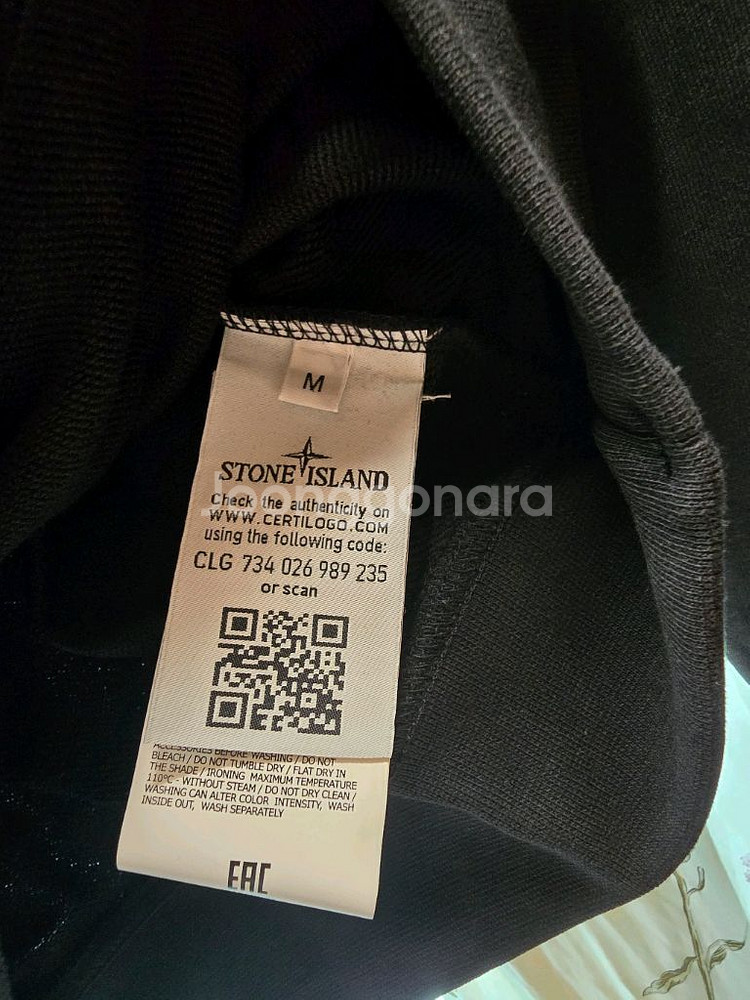 M
STONE ISLAND
Joonggonara
Check the authenticity on
WWW.CERTILOGO.COM
using the following code:
CLG 734 026 989 235
or scan
ACCESSORIES BEFORE WASHING / DO NOT
BLEACH / DO NOT TUMBLE DRY / FLAT DRY IN
THE SHADE / IRONING MAXIMUM TEMPERATURE
110°C - WITHOUT STEAM / DO NOT DRY CLEAN /
WASHING CAN ALTER COLOR INTENSITY, WASH
INSIDE OUT, WASH SEPARATELY
EAC